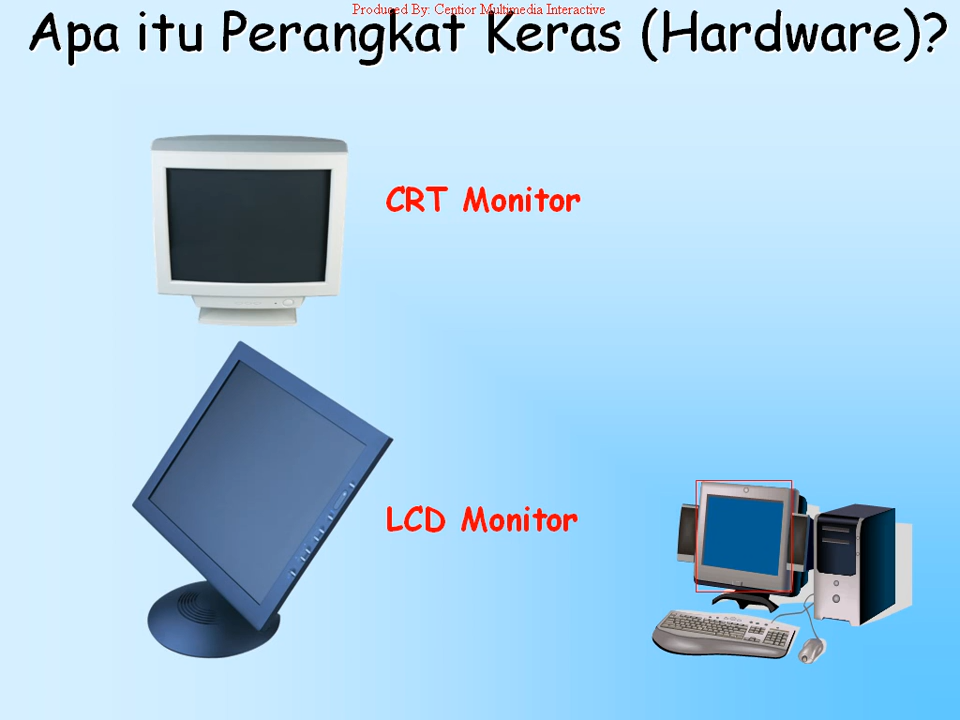 Produced By: Centior Multimedia Interactive
Apa itu Perangkat Keras (Hardware)?
CRT Monitor
LCD Monitor